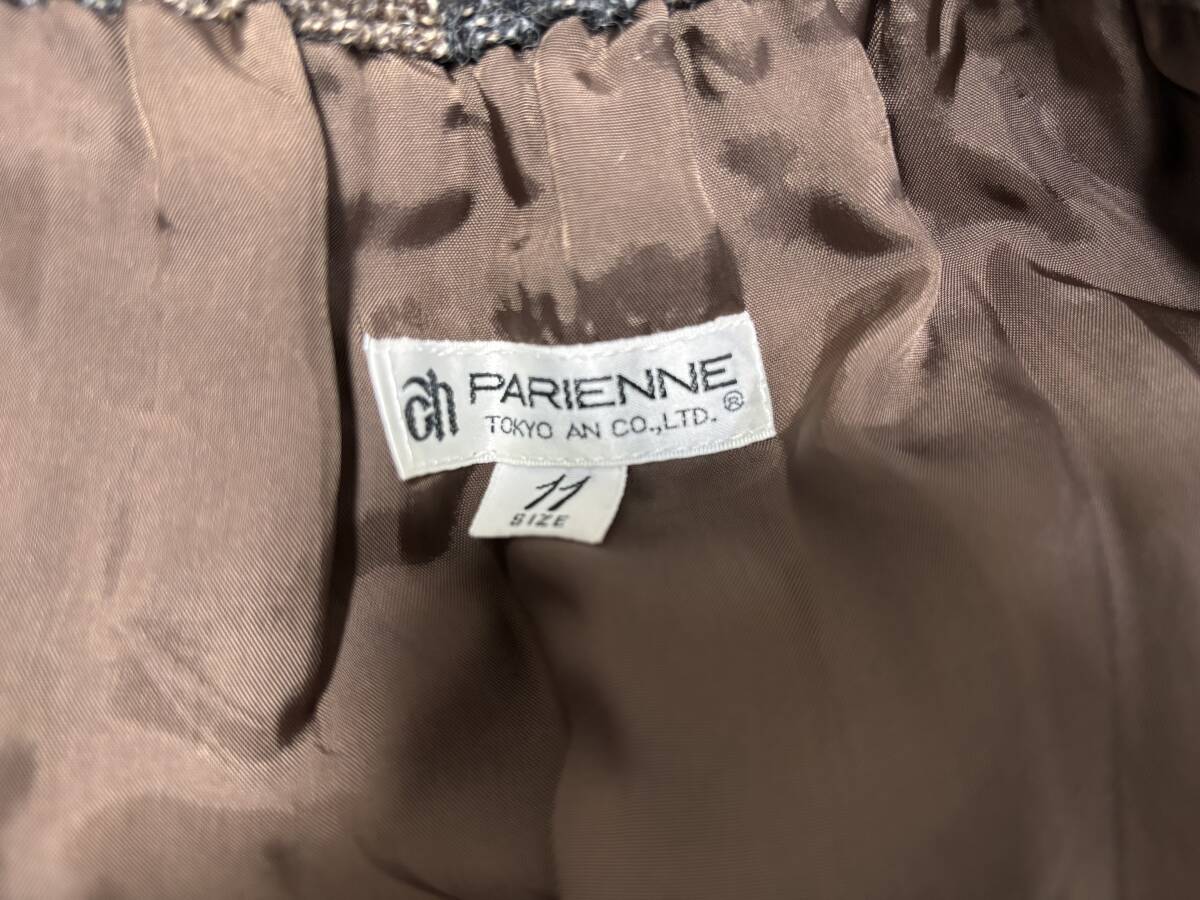 PARIENNE
TOKYO AN CO.,LTD. ®
11
SIZE